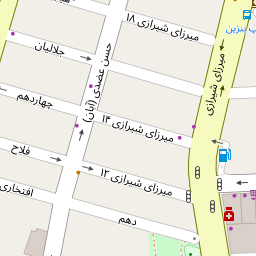 میرزای شیرازی ۱۸
جلالیان
حسن عضدی (آبان)
میرزای شیرازی
پ بنزین
چهاردهم
میرزای شیرازی ۱۴
فلاح
میرزای شیرازی ۱۲
افتخاری
دهم